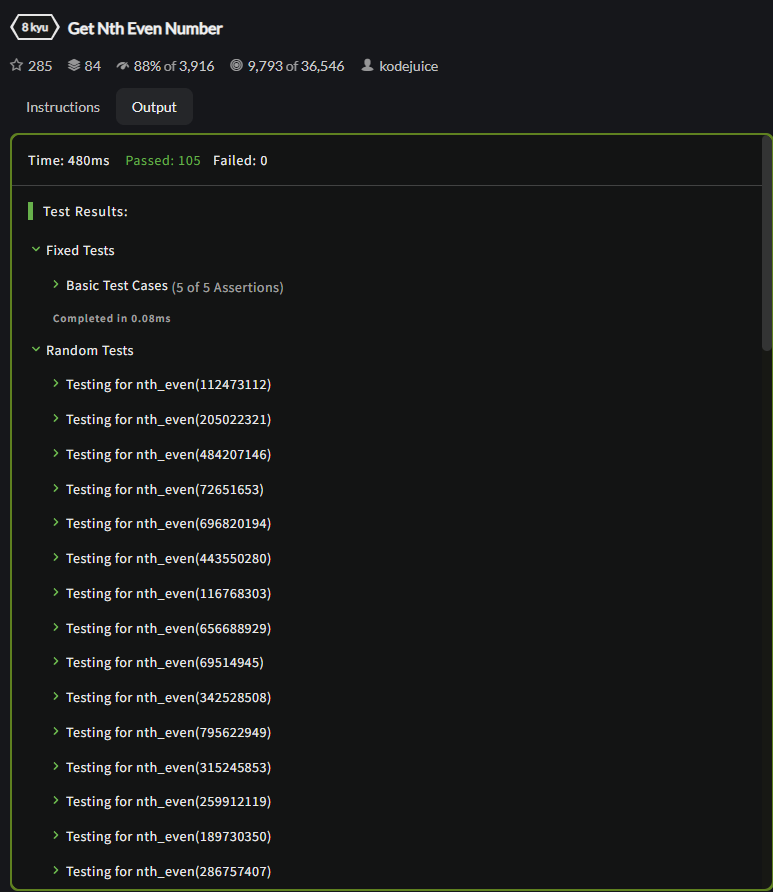 8 kyu Get Nth Even Number
285 84 88% of 3,916 9,793 of 36,546 kodejuice
Instructions Output
Time: 480ms Passed: 105 Failed: 0
Test Results:
Fixed Tests
Basic Test Cases (5 of 5 Assertions)
Completed in 0.08ms
Random Tests
Testing for nth_even(112473112)
Testing for nth_even(205022321)
Testing for nth_even(484207146)
Testing for nth_even(72651653)
Testing for nth_even(696820194)
Testing for nth_even(443550280)
Testing for nth_even(116768303)
Testing for nth_even(656688929)
Testing for nth_even(69514945)
Testing for nth_even(342528508)
Testing for nth_even(795622949)
Testing for nth_even(315245853)
Testing for nth_even(259912119)
Testing for nth_even(189730350)
Testing for nth_even(286757407)